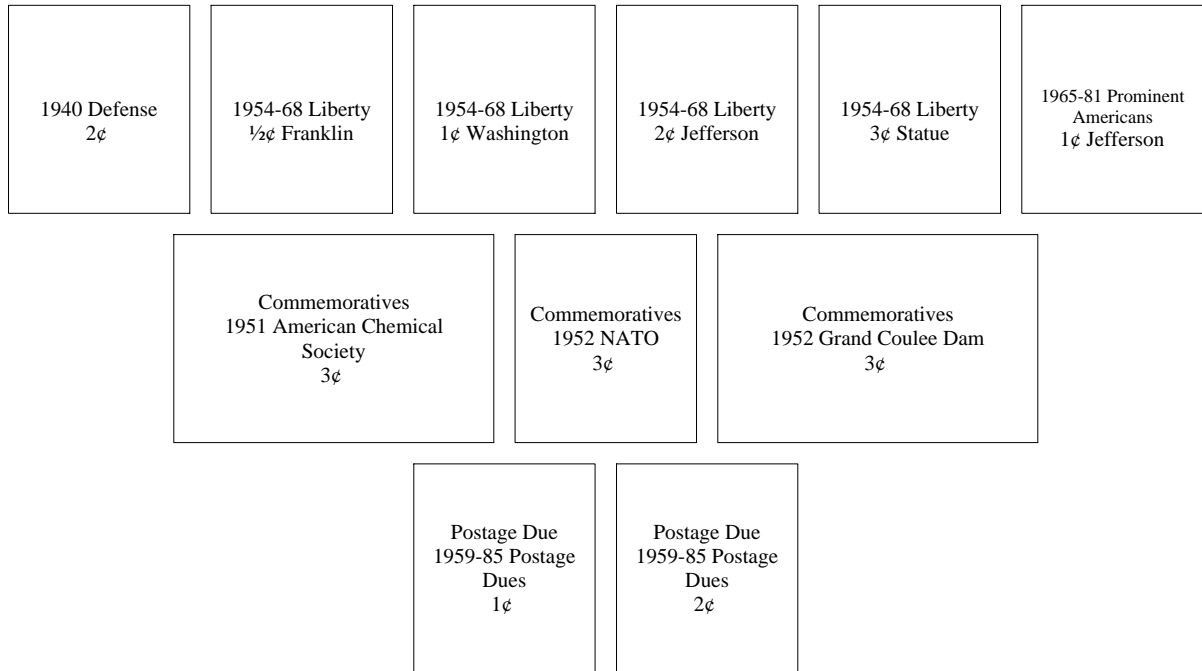 1940 Defense
2¢
1954-68 Liberty
½¢ Franklin
1954-68 Liberty
1¢ Washington
1954-68 Liberty
2¢ Jefferson
1954-68 Liberty
3¢ Statue
1965-81 Prominent
Americans
1¢ Jefferson
Commemoratives
1951 American Chemical
Society
3¢
Commemoratives
1952 NATO
3¢
Commemoratives
1952 Grand Coulee Dam
3¢
Postage Due
1959-85 Postage
Dues
1¢
Postage Due
1959-85 Postage
Dues
2¢